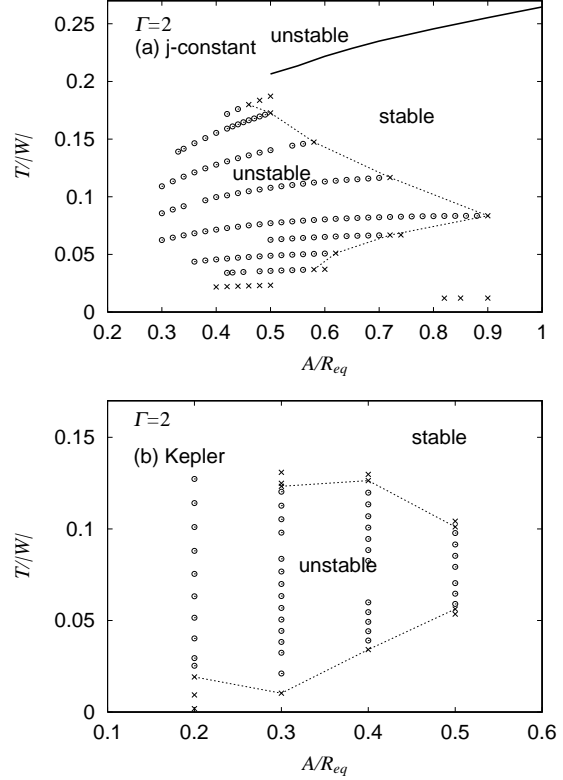 Γ=2
(a) j-constant
unstable
stable
unstable
T/|W|
0.25
0.2
0.15
0.1
0.05
0
0.2 0.3 0.4 0.5 0.6 0.7 0.8 0.9 1
A/Req
Γ=2
(b) Kepler
stable
unstable
T/|W|
0.15
0.1
0.05
0
0.1 0.2 0.3 0.4 0.5 0.6
A/Req